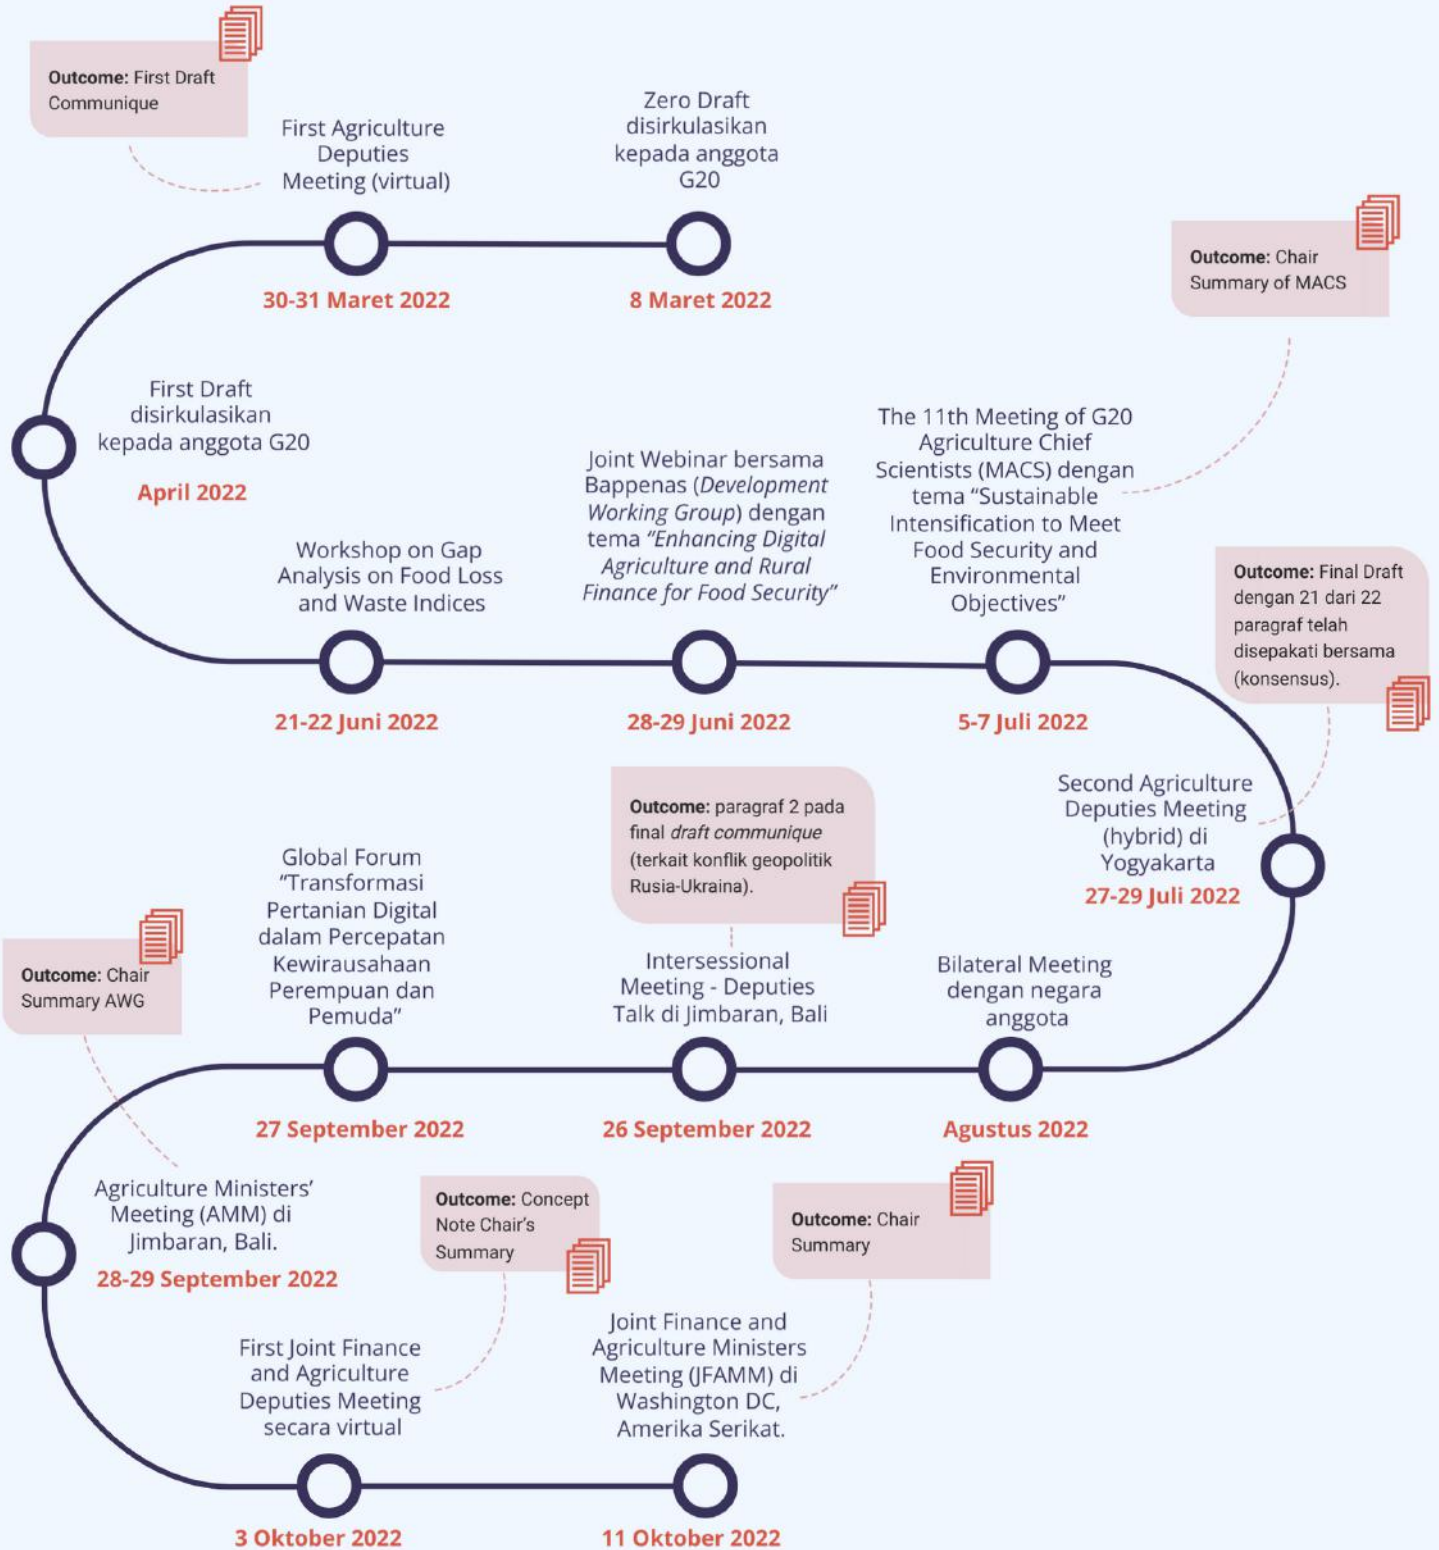 Outcome: First Draft
Communique
First Agriculture
Deputies
Meeting (virtual)
30-31 Maret 2022
Zero Draft
disirkulasikan
kepada anggota
G20
8 Maret 2022
First Draft
disirkulasikan
kepada anggota G20
April 2022
Workshop on Gap
Analysis on Food Loss
and Waste Indices
21-22 Juni 2022
Joint Webinar bersama
Bappenas (Development
Working Group) dengan
tema “Enhancing Digital
Agriculture and Rural
Finance for Food Security”
28-29 Juni 2022
Outcome: Chair
Summary of MACS
The 11th Meeting of G20
Agriculture Chief
Scientists (MACS) dengan
tema “Sustainable
Intensification to Meet
Food Security and
Environmental
Objectives”
5-7 Juli 2022
Outcome: Final Draft
dengan 21 dari 22
paragraf telah
disepakati bersama
(konsensus).
Second Agriculture
Deputies Meeting
(hybrid) di
Yogyakarta
27-29 Juli 2022
Bilateral Meeting
dengan negara
anggota
Agustus 2022
Outcome: paragraf 2 pada
final draft communique
(terkait konflik geopolitik
Rusia-Ukraina).
Intersessional
Meeting - Deputies
Talk di Jimbaran, Bali
26 September 2022
Global Forum
“Transformasi
Pertanian Digital
dalam Percepatan
Kewirausahaan
Perempuan dan
Pemuda”
27 September 2022
Outcome: Chair
Summary AWG
Agriculture Ministers’
Meeting (AMM) di
Jimbaran, Bali.
28-29 September 2022
Outcome: Concept
Note Chair’s
Summary
First Joint Finance
and Agriculture
Deputies Meeting
secara virtual
3 Oktober 2022
Outcome: Chair
Summary
Joint Finance and
Agriculture Ministers
Meeting (JFAMM) di
Washington DC,
Amerika Serikat.
11 Oktober 2022